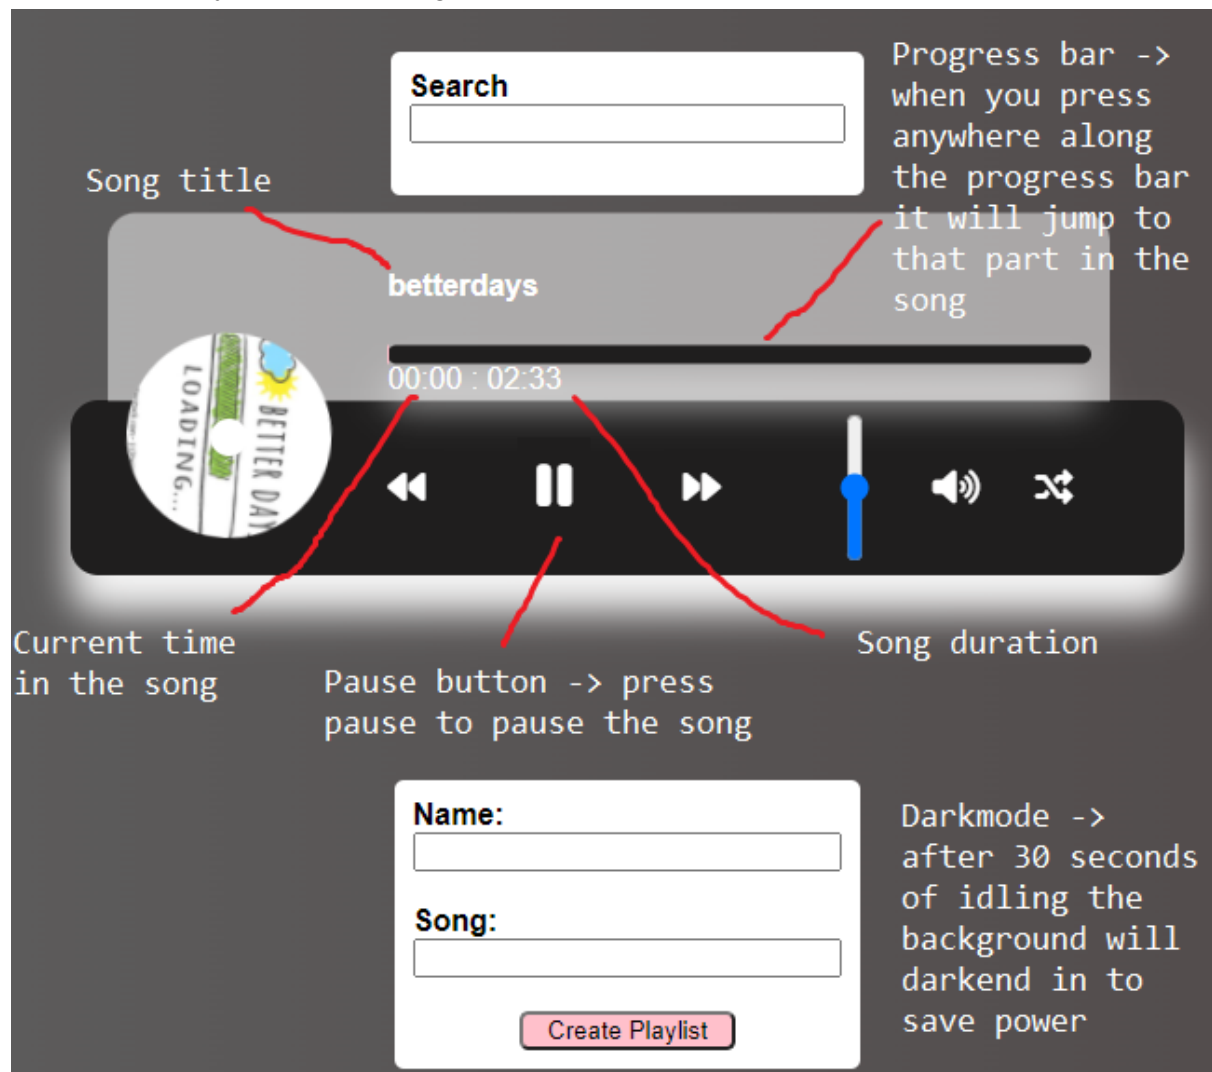 Search
Progress bar ->
when you press
anywhere along
the progress bar
it will jump to
that part in the
song
Song title
betterdays
00:00 : 02:33
BETTER DAY
LOADING...
Current time
in the song
Pause button -> press
pause to pause the song
Song duration
Name:
Song:
Create Playlist
Darkmode ->
after 30 seconds
of idling the
background will
darkend in to
save power